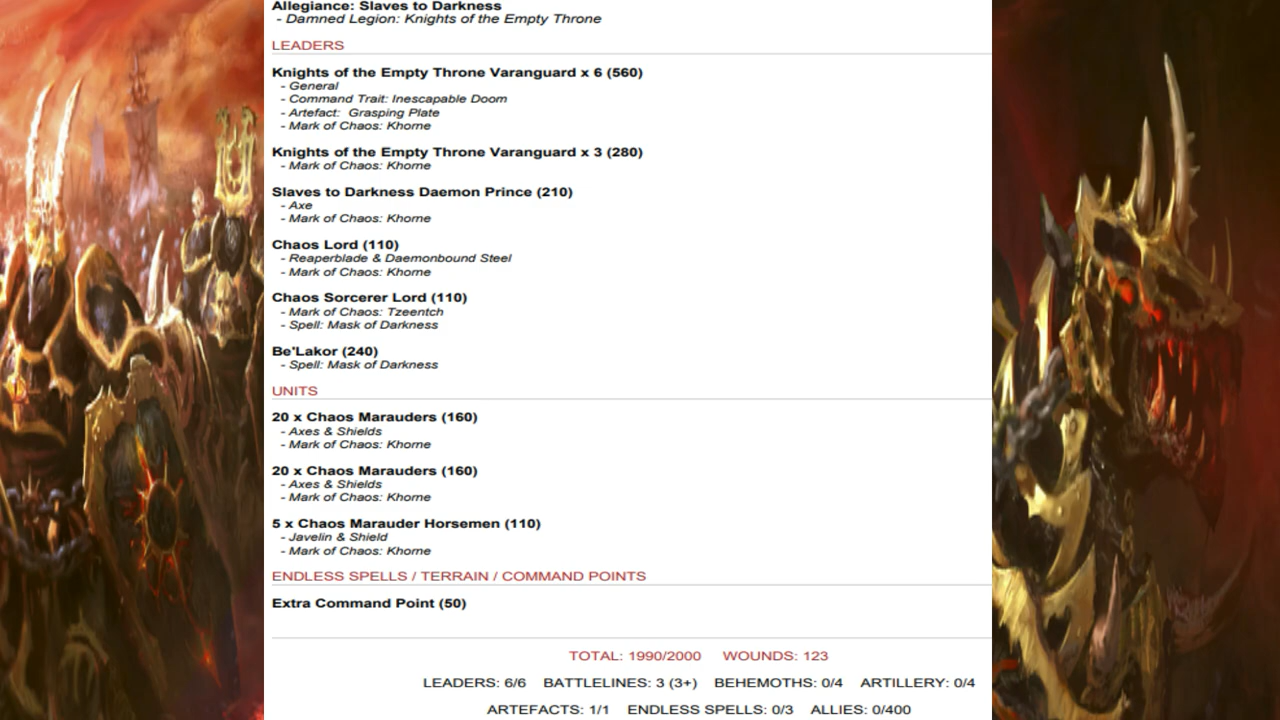 Allegiance: Slaves to Darkness
- Damned Legion: Knights of the Empty Throne
LEADERS
Knights of the Empty Throne Varanguard x 6 (560)
- General
- Command Trait: Inescapable Doom
- Artefact: Grasping Plate
- Mark of Chaos: Khorne
Knights of the Empty Throne Varanguard x 3 (280)
- Mark of Chaos: Khorne
Slaves to Darkness Daemon Prince (210)
- Axe
- Mark of Chaos: Khorne
Chaos Lord (110)
- Reaperblade & Daemonbound Steel
- Mark of Chaos: Khorne
Chaos Sorcerer Lord (110)
- Mark of Chaos: Tzeentch
- Spell: Mask of Darkness
Be'Lakor (240)
- Spell: Mask of Darkness
UNITS
20 x Chaos Marauders (160)
- Axes & Shields
- Mark of Chaos: Khorne
20 x Chaos Marauders (160)
- Axes & Shields
- Mark of Chaos: Khorne
5 x Chaos Marauder Horsemen (110)
- Javelin & Shield
- Mark of Chaos: Khorne
ENDLESS SPELLS / TERRAIN / COMMAND POINTS
Extra Command Point (50)
TOTAL: 1990/2000 WOUNDS: 123
LEADERS: 6/6 BATTLELINES: 3 (3+) BEHEMOTHS: 0/4 ARTILLERY: 0/4
ARTEFACTS: 1/1 ENDLESS SPELLS: 0/3 ALLIES: 0/400